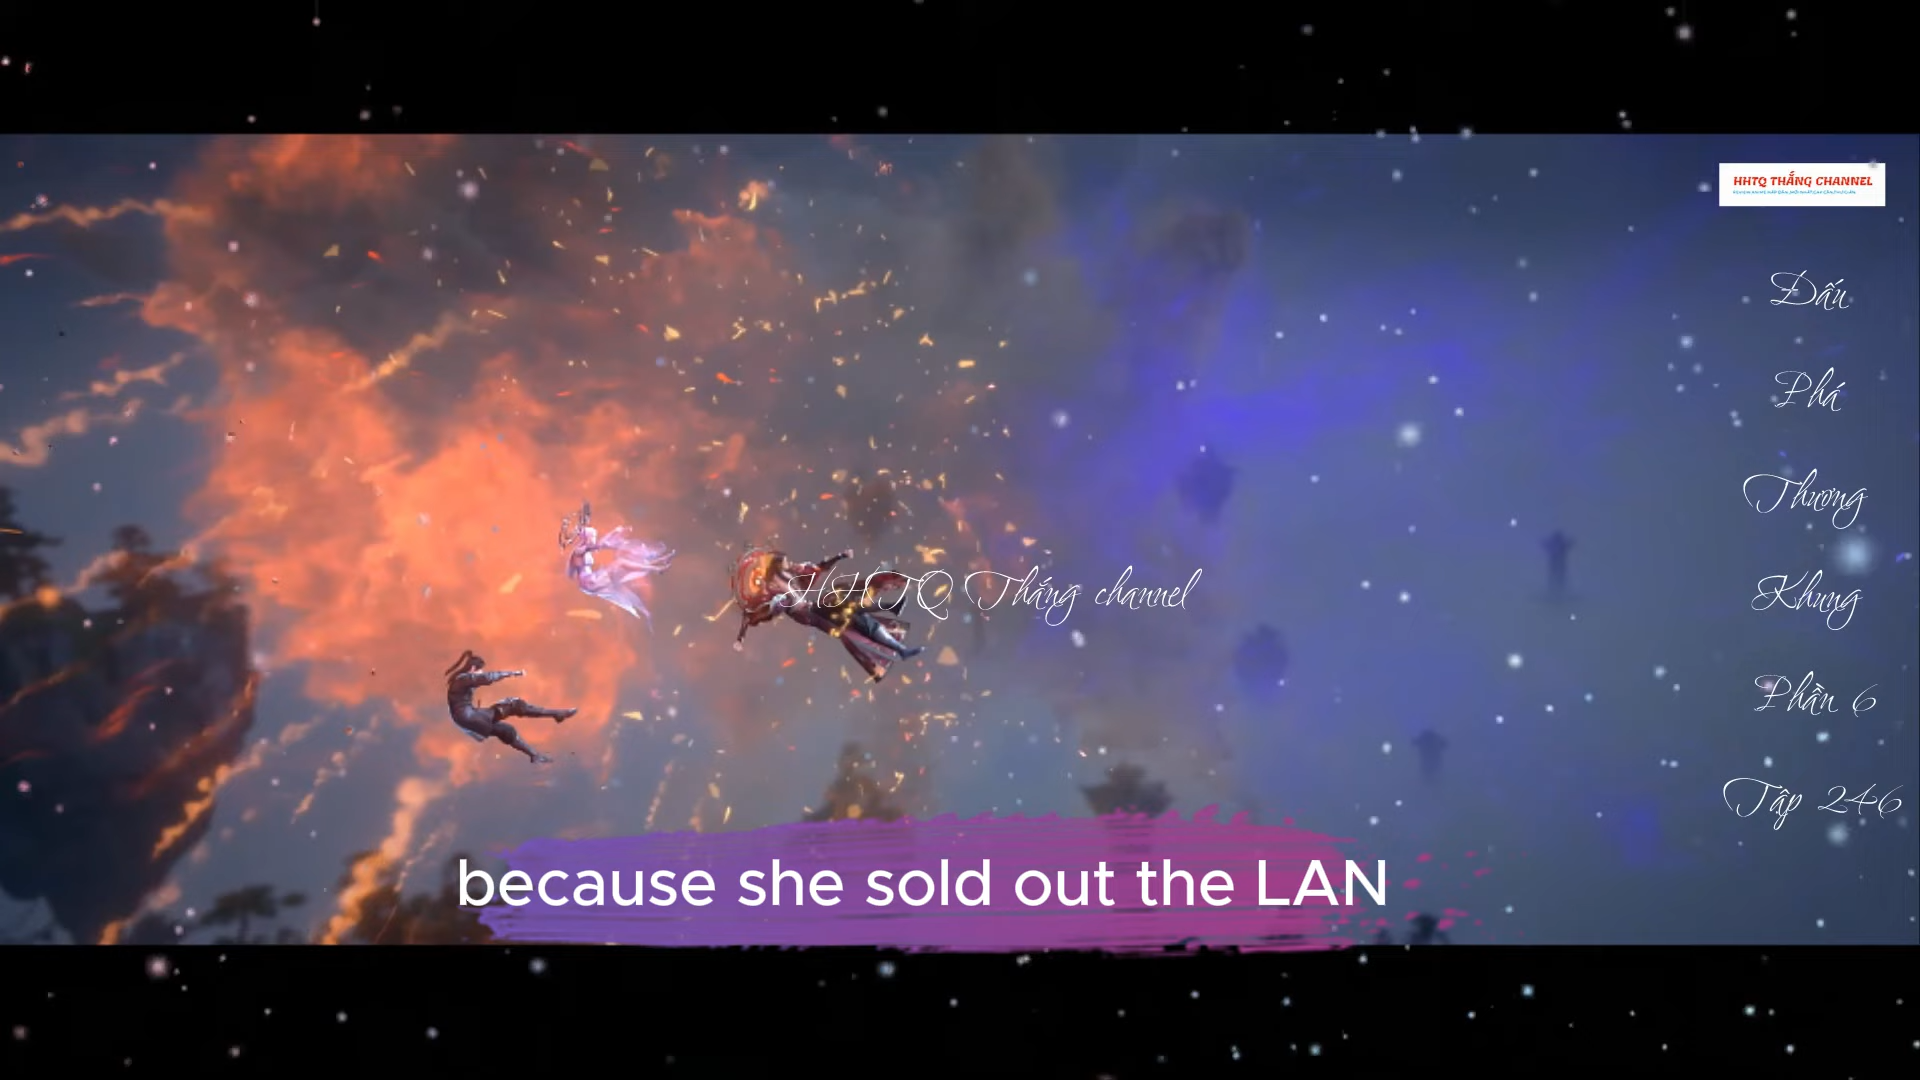 HHTQ THẮNG CHANNEL
Đấu
Phá
Thương
Khung
Phần 6
Tập 246
HHTQ Thắng channel
because she sold out the LAN